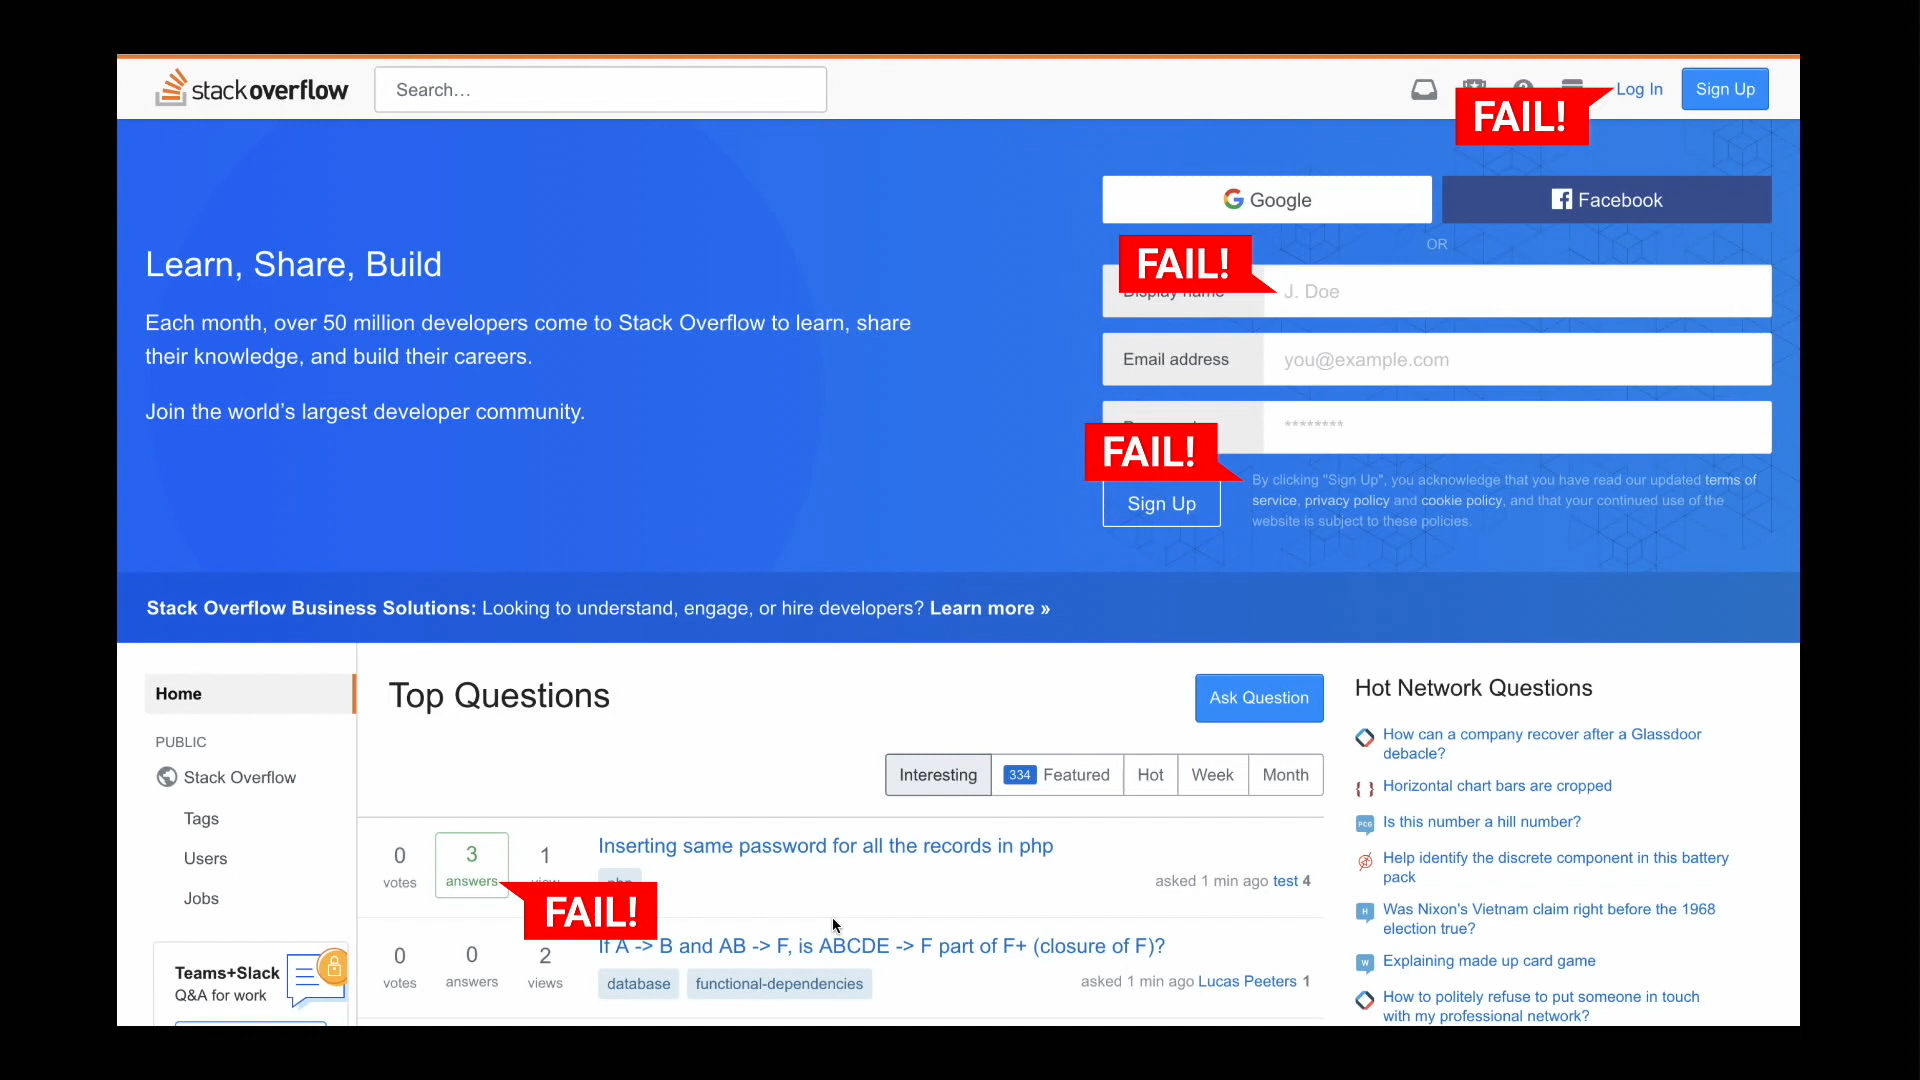 stackoverflow
Search…
Log In
Sign Up
FAIL!
Google
Facebook
OR
FAIL!
Display name
J. Doe
Learn, Share, Build
Each month, over 50 million developers come to Stack Overflow to learn, share
their knowledge, and build their careers.
Join the world's largest developer community.
Email address
you@example.com
********
FAIL!
Sign Up
By clicking "Sign Up", you acknowledge that you have read our updated terms of
service, privacy policy and cookie policy, and that your continued use of the
website is subject to these policies.
Stack Overflow Business Solutions: Looking to understand, engage, or hire developers? Learn more »
Home
PUBLIC
Stack Overflow
Tags
Users
Jobs
Teams+Slack
Q&A for work
Top Questions
Ask Question
Interesting
334 Featured
Hot
Week
Month
0
votes
3
answers
1
view
Inserting same password for all the records in php
php
asked 1 min ago test 4
FAIL!
0
votes
0
answers
2
views
If A -> B and AB -> F, is ABCDE -> F part of F+ (closure of F)?
database
functional-dependencies
asked 1 min ago Lucas Peeters 1
Hot Network Questions
How can a company recover after a Glassdoor
debacle?
Horizontal chart bars are cropped
PCG
Is this number a hill number?
Help identify the discrete component in this battery
pack
H
Was Nixon's Vietnam claim right before the 1968
election true?
W
Explaining made up card game
How to politely refuse to put someone in touch
with my professional network?